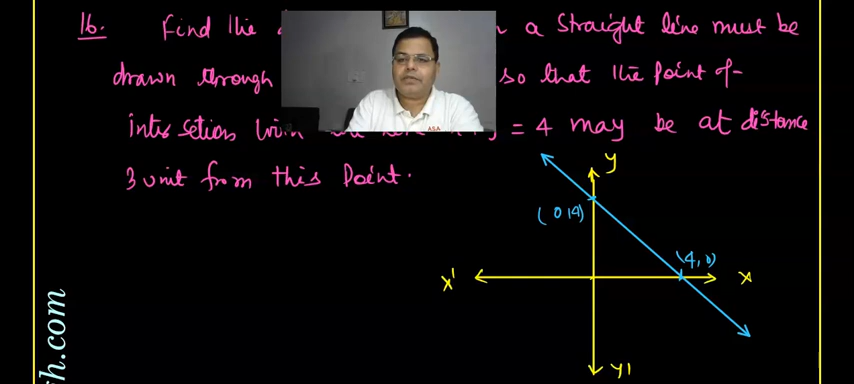 16. Find the a straight line must be
drawn through so that the Point of-
with = 4 may be at distance
3 unit from this Point.
y
(0,4)
(4,0)
x'
x
y1
ASA
sh.com